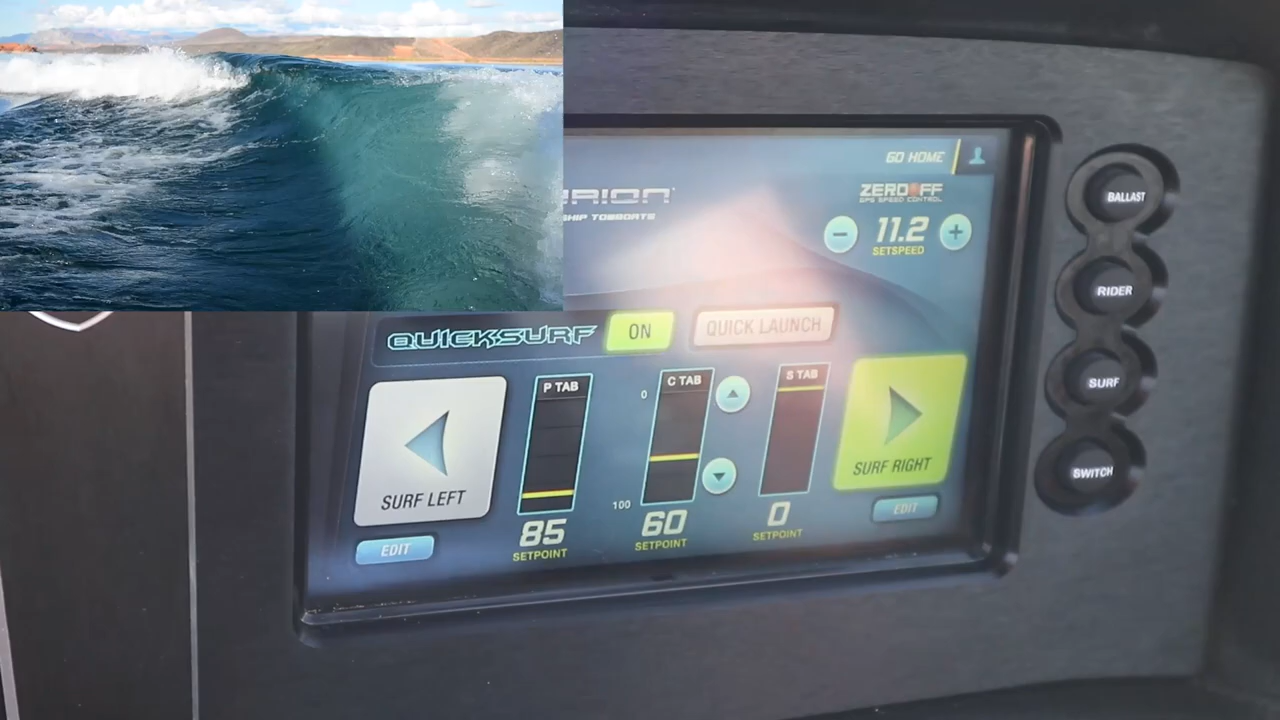 GO HOME
ZERO OFF
GPS SPEED CONTROL
11.2
SETSPEED
QUICKSURF
ON
QUICK LAUNCH
P TAB
C TAB
S TAB
0
100
SURF LEFT
SURF RIGHT
85
60
0
SETPOINT
SETPOINT
SETPOINT
EDIT
EDIT
BALLAST
RIDER
SURF
SWITCH